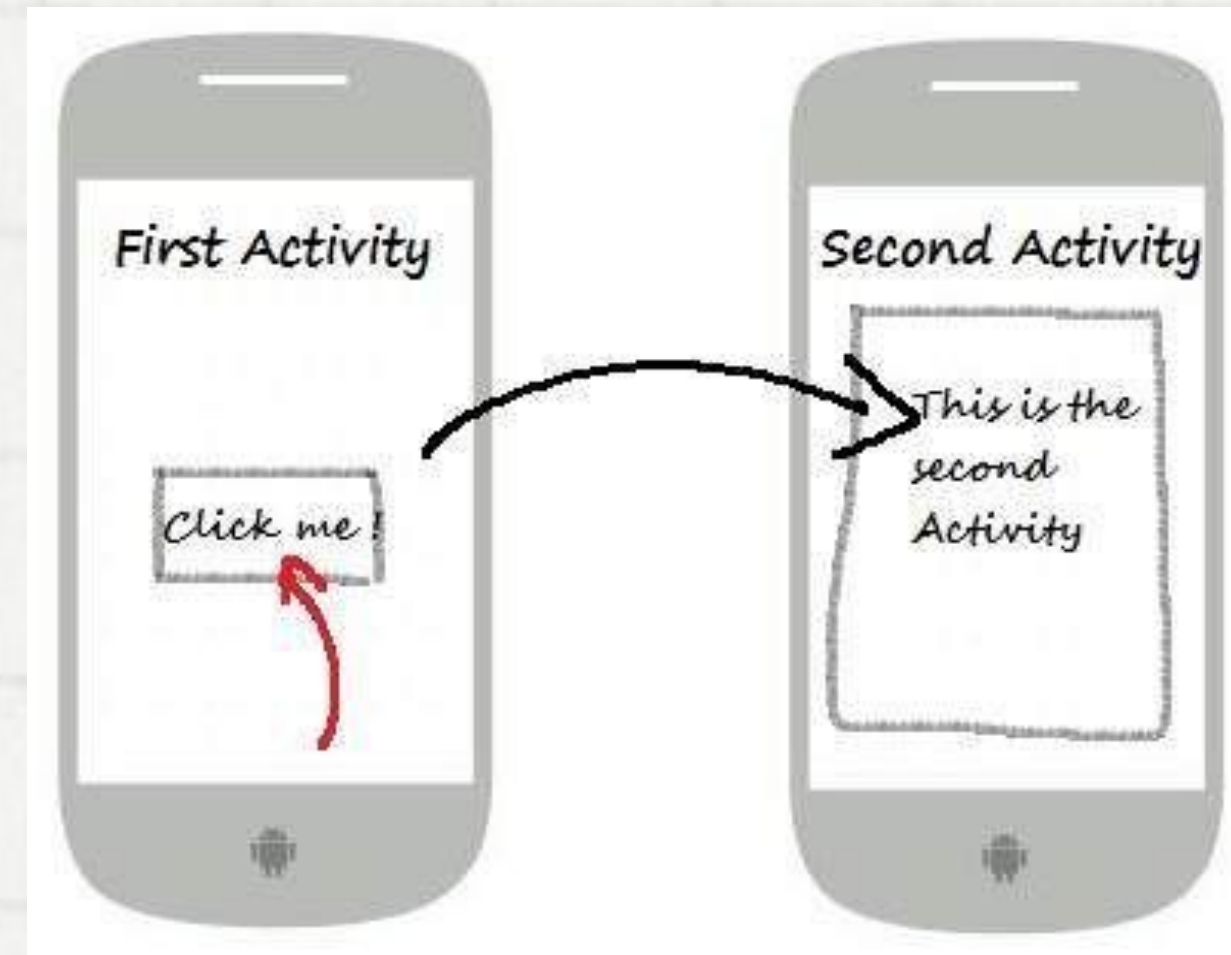 First Activity
Click me !
Second Activity
This is the
second
Activity